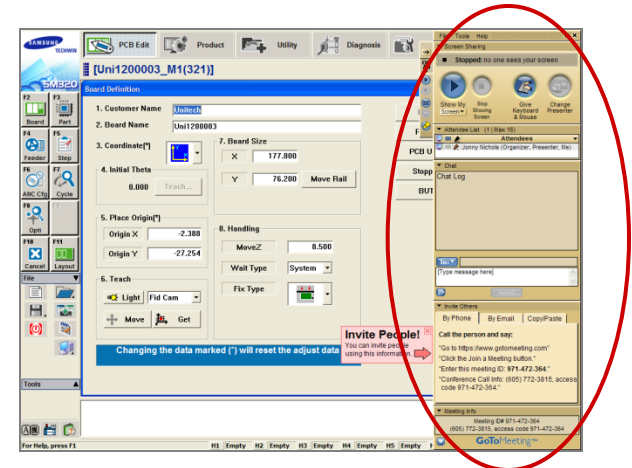 SAMSUNG
TECHWIN
PCB Edit
Product
Utility
Diagnosis
SM320
[Uni1200003_M1(321)]
Board Definition
F2
F3
Board
Part
F4
F5
Feeder
Step
F6
F7
ANC Cfg
Cycle
F8
Opti
F10
F11
Cancel
Layout
File
Tools
1. Customer Name
Unitech
2. Board Name
Uni1200003
3. Coordinate(*)
4. Initial Theta
0.000
Teach...
5. Place Origin(*)
Origin X
-2.388
Origin Y
-27.254
6. Teach
Light
Fid Cam
Move
Get
7. Board Size
X
177.800
Y
76.200
Move Rail
8. Handling
MoveZ
8.500
Wait Type
System
Fix Type
PCB U
Stopp
BUT
Changing the data marked (*) will reset the adjust data
Invite People!
You can invite people
using this information.
For Help, press F1
H1 Empty H2 Empty H3 Empty H4 Empty H5 Empty
File Tools Help
Screen Sharing
Stopped: no one sees your screen
Show My
Screen
Stop
Showing
Screen
Give
Keyboard
& Mouse
Change
Presenter
Attendee List (1 | Max 16)
Attendees
Jonny Nichols (Organizer, Presenter, Me)
Chat
Chat Log
To:
[Type message here]
Invite Others
By Phone
By Email
Copy/Paste
Call the person and say:
"Go to https://www.gotomeeting.com"
"Click the Join a Meeting button."
"Enter this meeting ID: 971-472-364."
"Conference Call Info: (605) 772-3815, access
code 971-472-364."
Meeting Info
Meeting ID# 971-472-364
(605) 772-3815, access code 971-472-364
GoToMeeting™